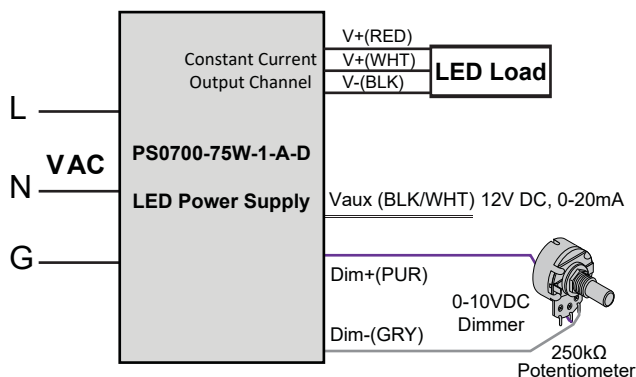 V+(RED)
Constant Current
V+(WHT)
LED Load
Output Channel
V-(BLK)
L
VAC
PS0700-75W-1-A-D
N
LED Power Supply
Vaux (BLK/WHT) 12V DC, 0-20mA
G
Dim+(PUR)
0-10VDC
Dimmer
Dim-(GRY)
250kΩ
Potentiometer